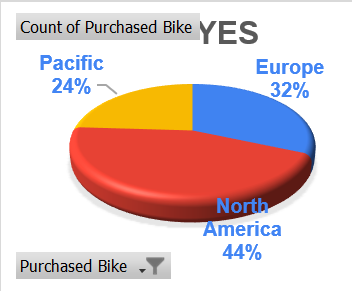 Count of Purchased Bike
YES
Pacific
24%
Europe
32%
North
America
44%
Purchased Bike